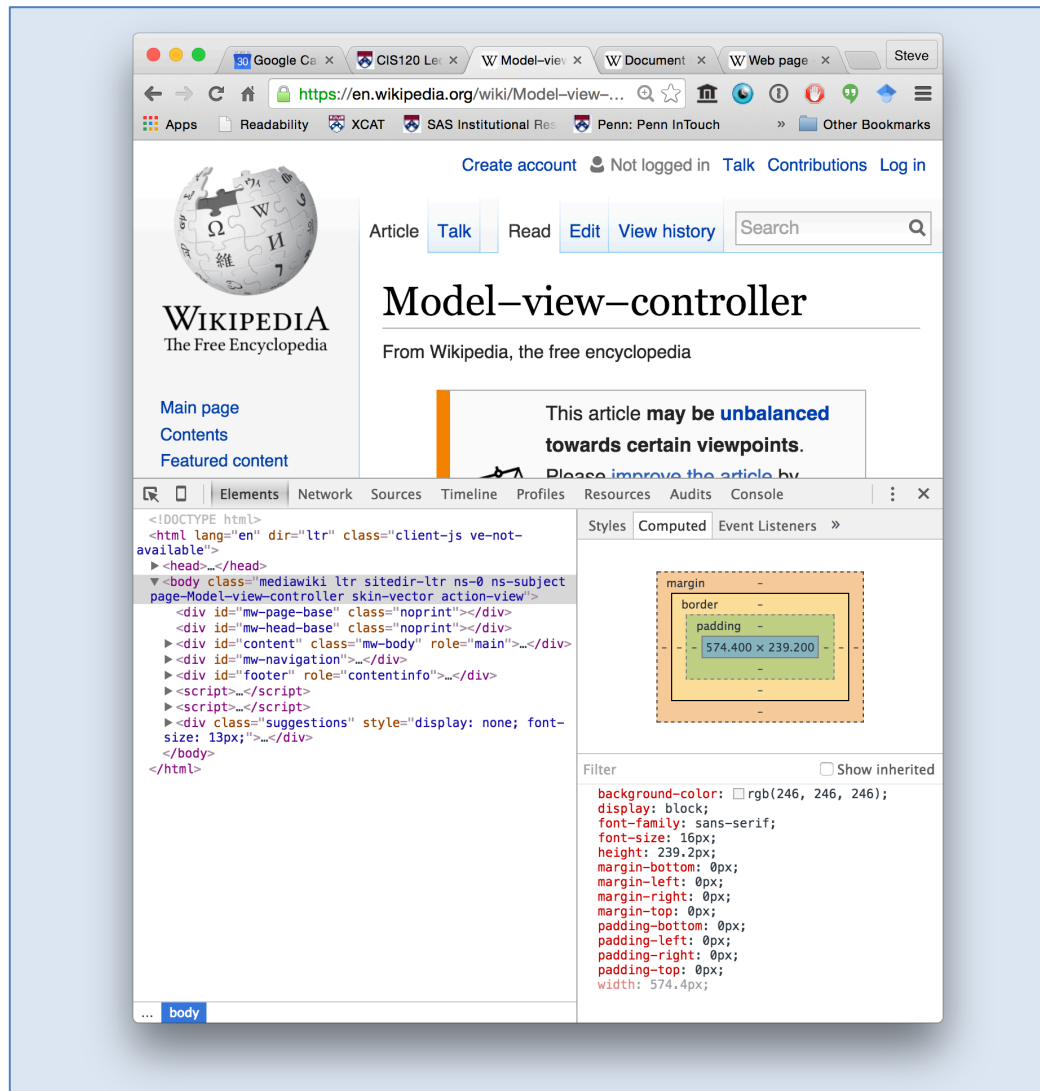 30 Google Ca
CIS120 Lec
W Model–view
W Document
W Web page
Steve
https://en.wikipedia.org/wiki/Model–view–...
Apps
Readability
XCAT
SAS Institutional Res
Penn: Penn InTouch
»
Other Bookmarks
Create account
Not logged in
Talk
Contributions
Log in
Article
Talk
Read
Edit
View history
Search
WIKIPEDIA
The Free Encyclopedia
Model–view–controller
From Wikipedia, the free encyclopedia
Main page
Contents
Featured content
This article may be unbalanced
towards certain viewpoints.
Please improve the article by
Elements Network Sources Timeline Profiles Resources Audits Console
<!DOCTYPE html>
<html lang="en" dir="ltr" class="client-js ve-not-
available">
<head>…</head>
<body class="mediawiki ltr sitedir-ltr ns-0 ns-subject
page-Model-view-controller skin-vector action-view">
<div id="mw-page-base" class="noprint"></div>
<div id="mw-head-base" class="noprint"></div>
<div id="content" class="mw-body" role="main">…</div>
<div id="mw-navigation">…</div>
<div id="footer" role="contentinfo">…</div>
<script>…</script>
<script>…</script>
<div class="suggestions" style="display: none; font-
size: 13px;">…</div>
</body>
</html>
... body
Styles Computed Event Listeners »
margin –
border –
padding –
– – – 574.400 × 239.200 – – –
–
–
–
Filter
Show inherited
background-color: rgb(246, 246, 246);
display: block;
font-family: sans-serif;
font-size: 16px;
height: 239.2px;
margin-bottom: 0px;
margin-left: 0px;
margin-right: 0px;
margin-top: 0px;
padding-bottom: 0px;
padding-left: 0px;
padding-right: 0px;
padding-top: 0px;
width: 574.4px;